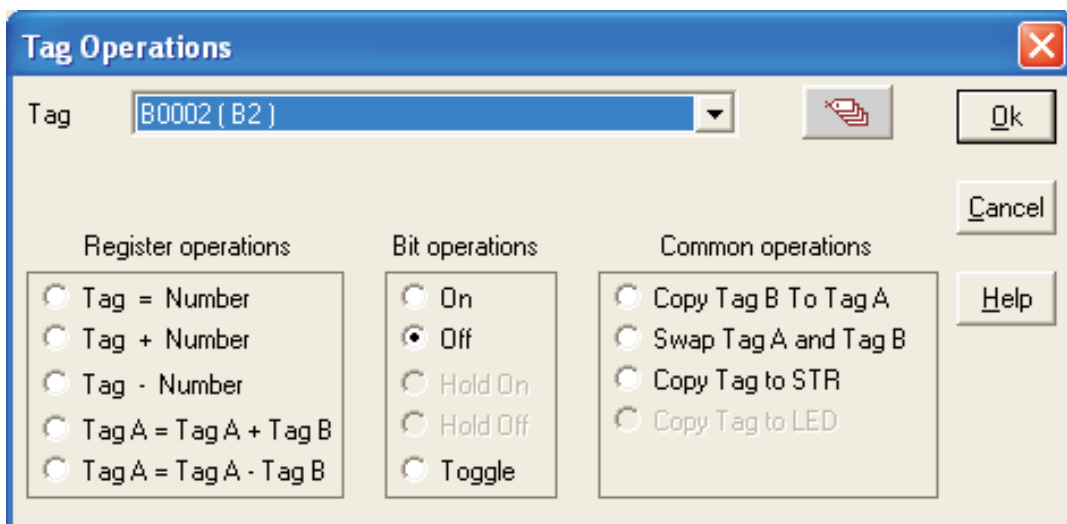 Tag Operations
Tag B0002 ( B2 ) Ok
Cancel
Register operations Bit operations Common operations
Tag = Number On Copy Tag B To Tag A Help
Tag + Number Off Swap Tag A and Tag B
Tag - Number Hold On Copy Tag to STR
Tag A = Tag A + Tag B Hold Off Copy Tag to LED
Tag A = Tag A - Tag B Toggle